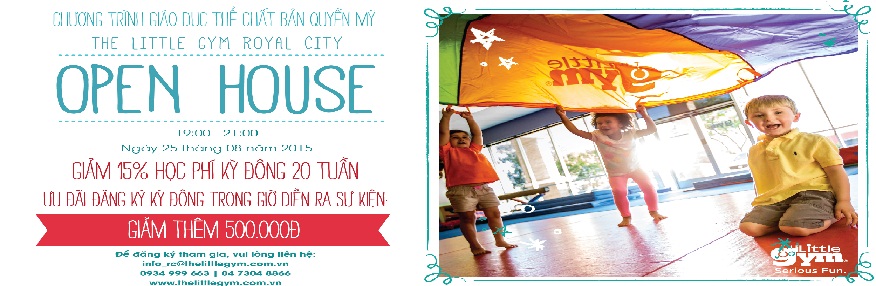 CHƯƠNG TRÌNH GIÁO DỤC THỂ CHẤT BẢN QUYỀN MỸ
THE LITTLE GYM ROYAL CITY
OPEN HOUSE
19:00 - 21:00
Ngày 25 tháng 08 năm 2015
GIẢM 15% HỌC PHÍ KỲ ĐÔNG 20 TUẦN
ƯU ĐÃI ĐĂNG KÝ KỲ ĐÔNG TRONG GIỜ DIỄN RA SỰ KIỆN:
GIẢM THÊM 500.000Đ
Để đăng ký tham gia, vui lòng liên hệ:
info_rc@thelittlegym.com.vn
0934 999 663 | 04 7304 8866
www.thelittlegym.com.vn
Little
gym
the Little
gym
Serious Fun.